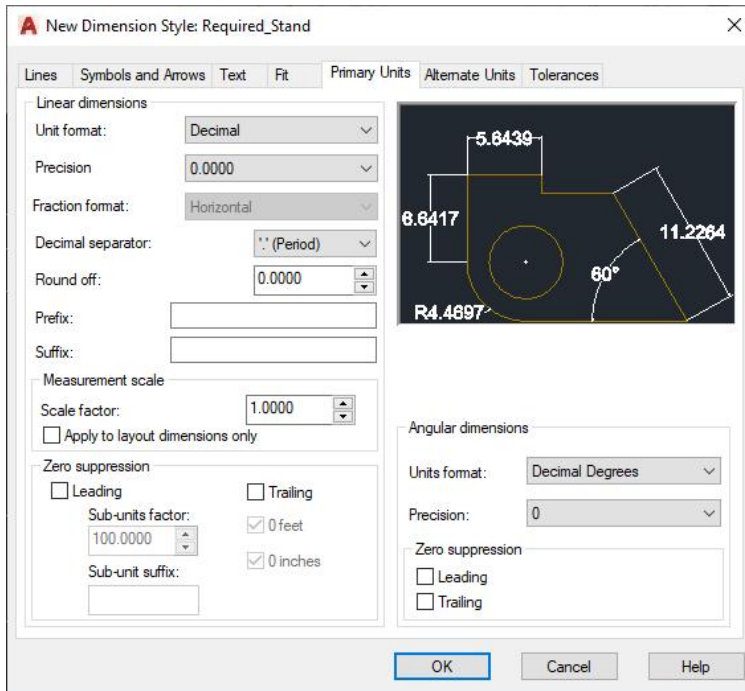 A New Dimension Style: Required_Stand
Lines Symbols and Arrows Text Fit Primary Units Alternate Units Tolerances
Linear dimensions
Unit format: Decimal
Precision 0.0000
Fraction format: Horizontal
Decimal separator: '.' (Period)
Round off: 0.0000
Prefix:
Suffix:
Measurement scale
Scale factor: 1.0000
Apply to layout dimensions only
Zero suppression
Leading
Trailing
Sub-units factor:
100.0000
0 feet
0 inches
Sub-unit suffix:
5.6439
6.6417
11.2264
60°
R4.4697
Angular dimensions
Units format: Decimal Degrees
Precision: 0
Zero suppression
Leading
Trailing
OK Cancel Help